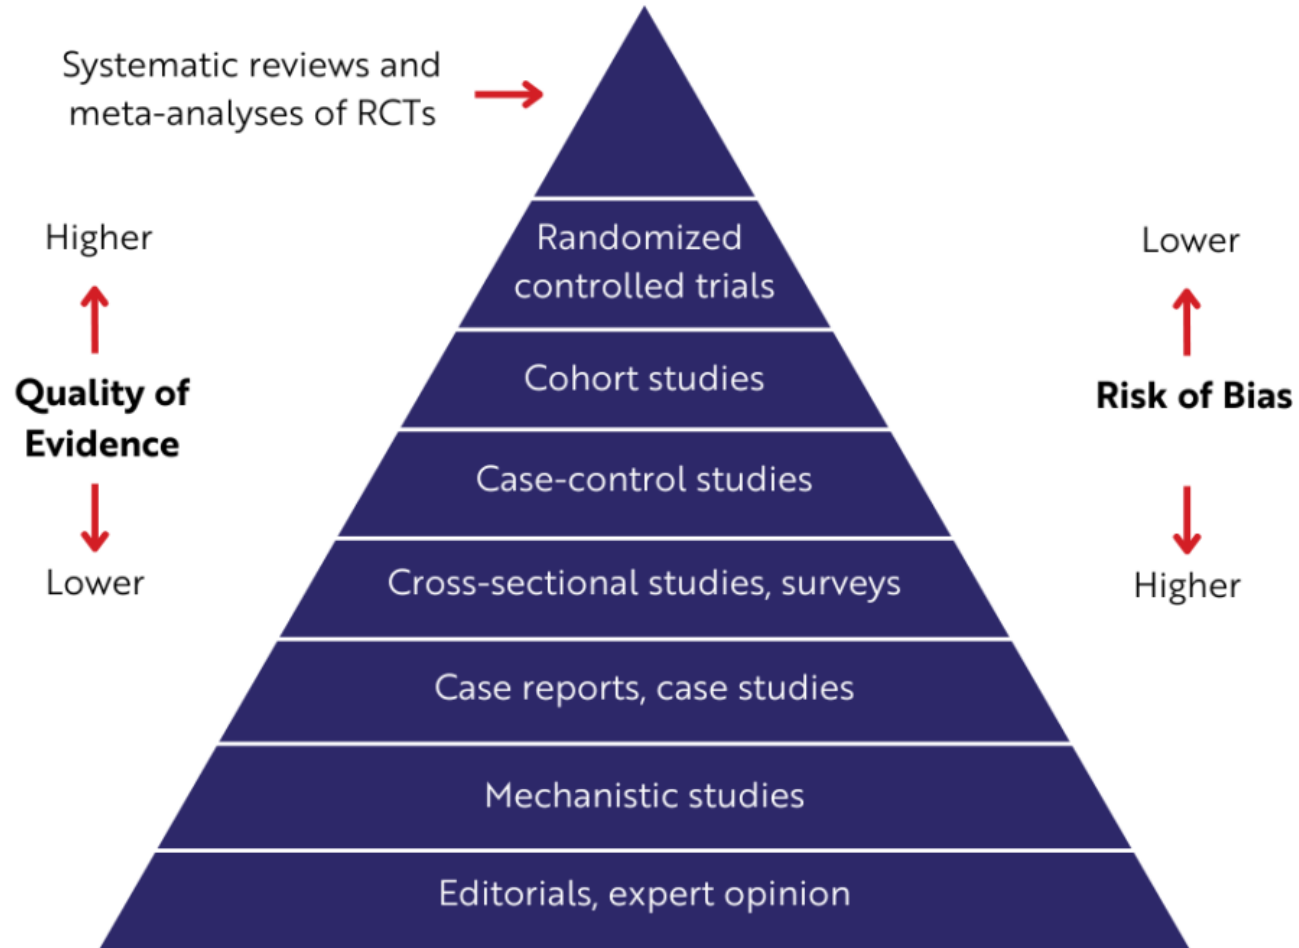 Systematic reviews and
meta-analyses of RCTs
Higher
Quality of
Evidence
Lower
Randomized
controlled trials
Cohort studies
Case-control studies
Cross-sectional studies, surveys
Case reports, case studies
Mechanistic studies
Editorials, expert opinion
Lower
Risk of Bias
Higher